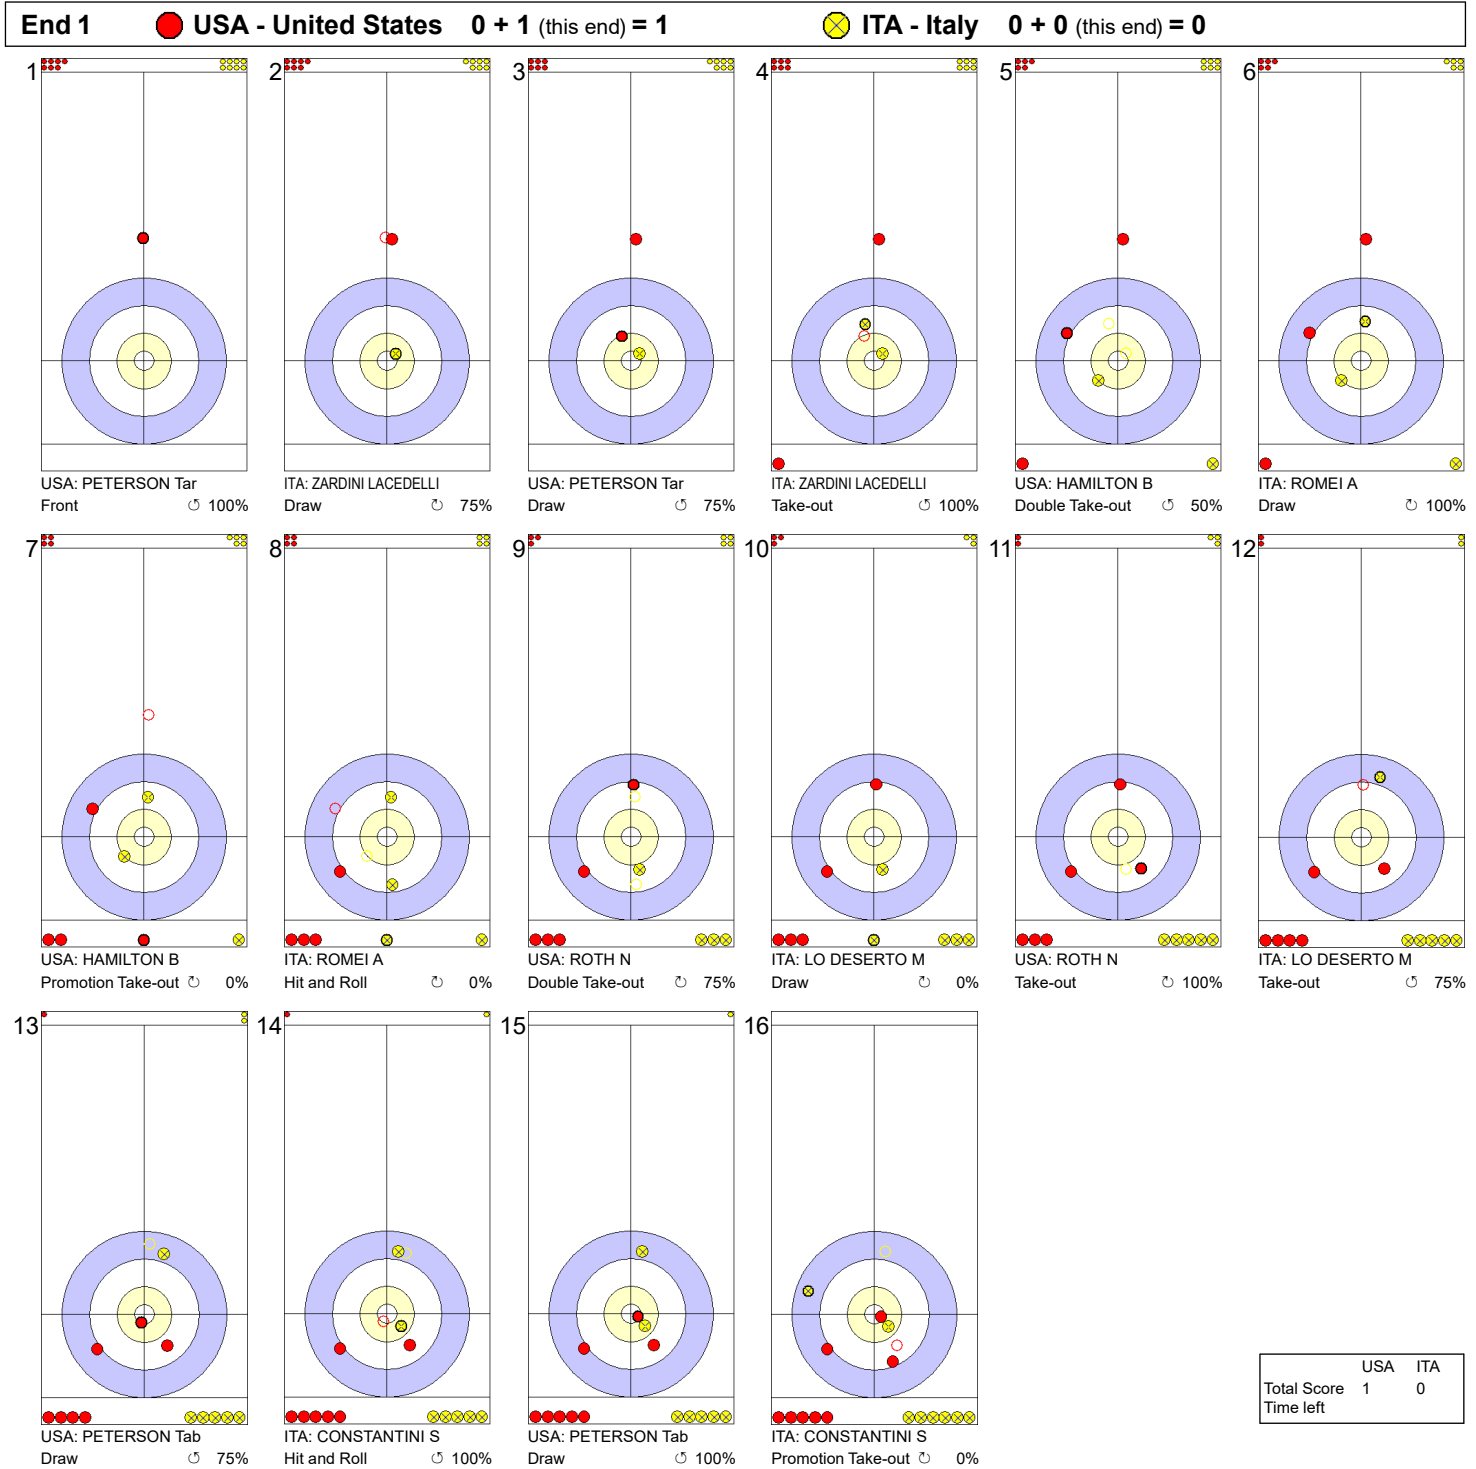 End 1 USA - United States 0 + 1 (this end) = 1 ITA - Italy 0 + 0 (this end) = 0
1 2 3 4 5 6
USA: PETERSON Tar
Front ↺ 100%
ITA: ZARDINI LACEDELLI
Draw ↻ 75%
USA: PETERSON Tar
Draw ↺ 75%
ITA: ZARDINI LACEDELLI
Take-out ↻ 100%
USA: HAMILTON B
Double Take-out ↺ 50%
ITA: ROMEI A
Draw ↻ 100%
7 8 9 10 11 12
USA: HAMILTON B
Promotion Take-out ↻ 0%
ITA: ROMEI A
Hit and Roll ↻ 0%
USA: ROTH N
Double Take-out ↻ 75%
ITA: LO DESERTO M
Draw ↻ 0%
USA: ROTH N
Take-out ↻ 100%
ITA: LO DESERTO M
Take-out ↺ 75%
13 14 15 16
USA: PETERSON Tab
Draw ↺ 75%
ITA: CONSTANTINI S
Hit and Roll ↺ 100%
USA: PETERSON Tab
Draw ↺ 100%
ITA: CONSTANTINI S
Promotion Take-out ↻ 0%
USA ITA
Total Score 1 0
Time left